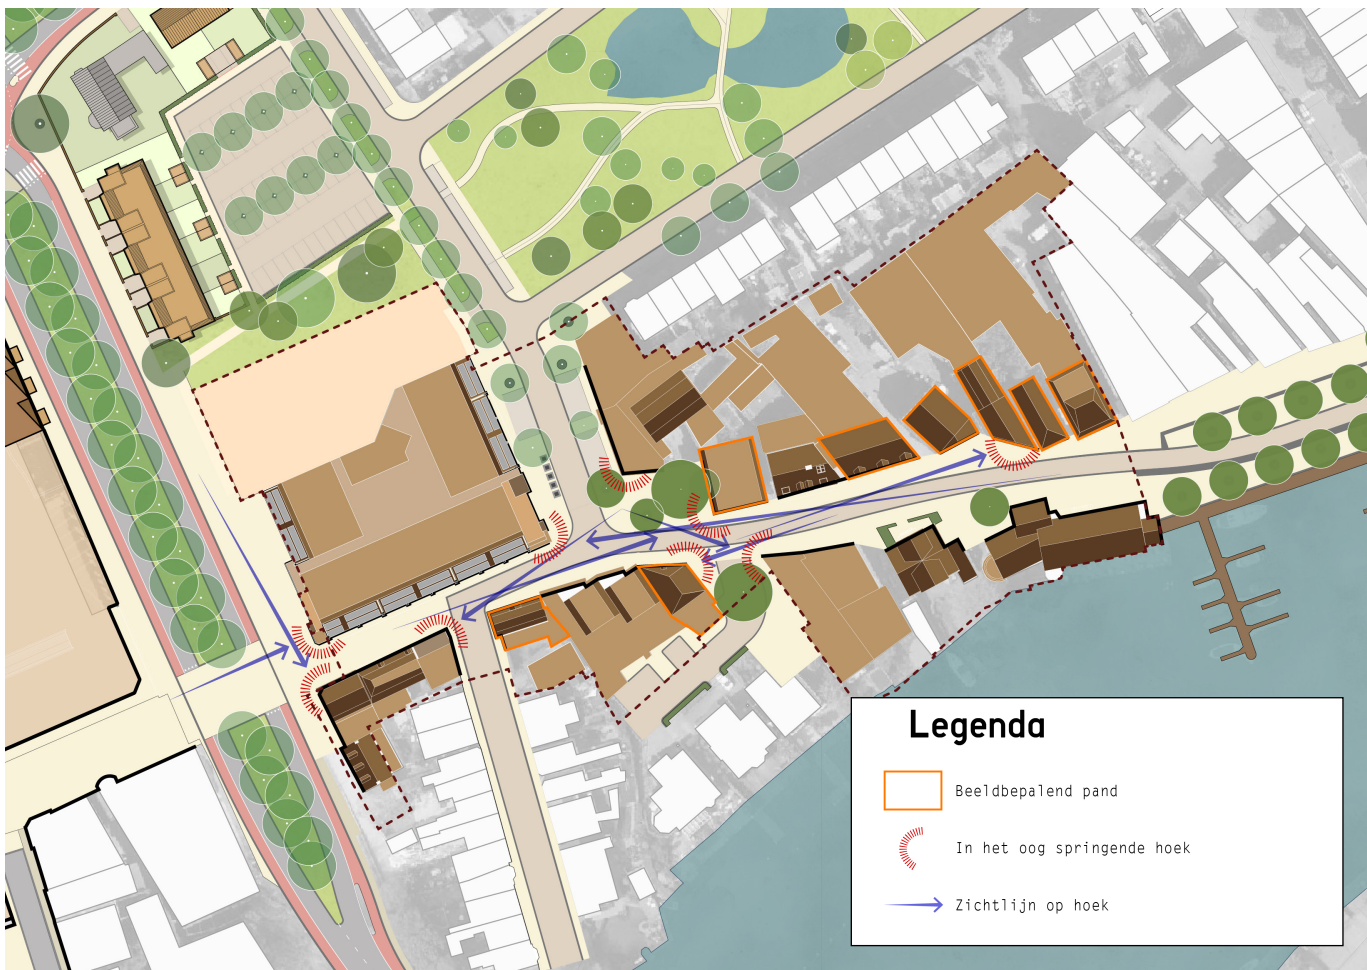 Legenda
Beeldbepalend pand
In het oog springende hoek
Zichtlijn op hoek